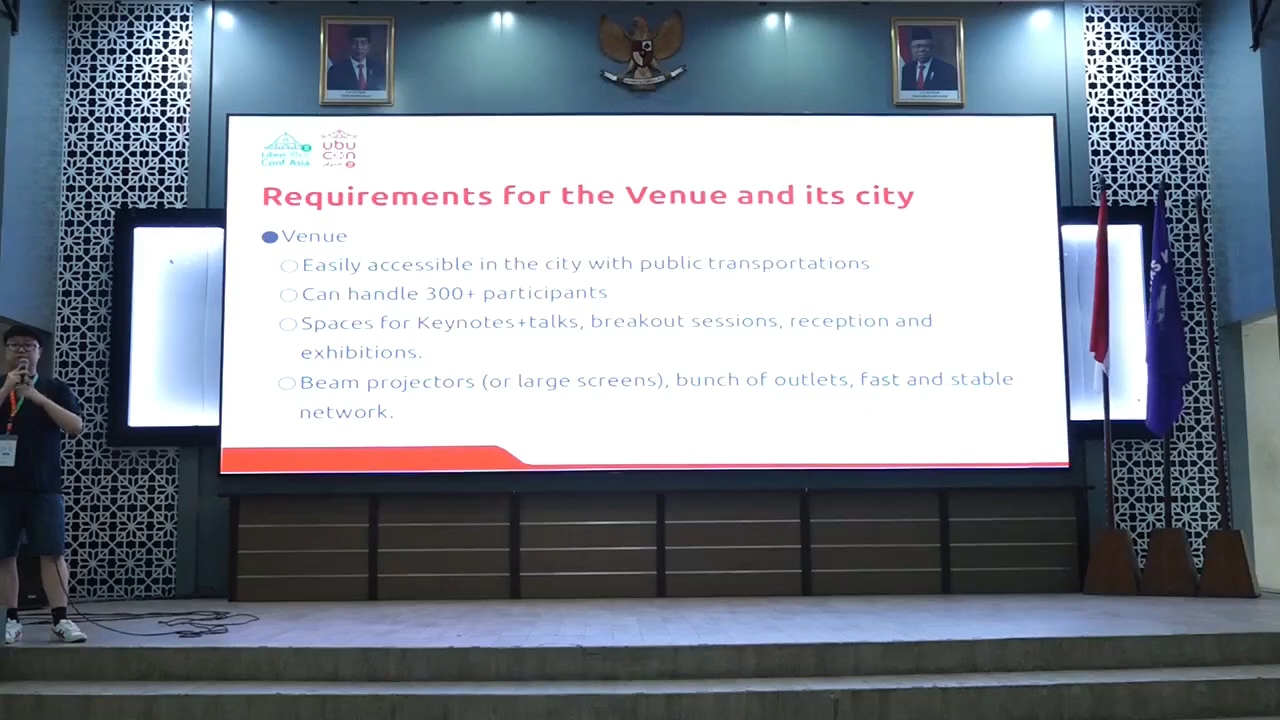 Conf Asia
ubu
con
Requirements for the Venue and its city
Venue
Easily accessible in the city with public transportations
Can handle 300+ participants
Spaces for Keynotes+talks, breakout sessions, reception and
exhibitions.
Beam projectors (or large screens), bunch of outlets, fast and stable
network.